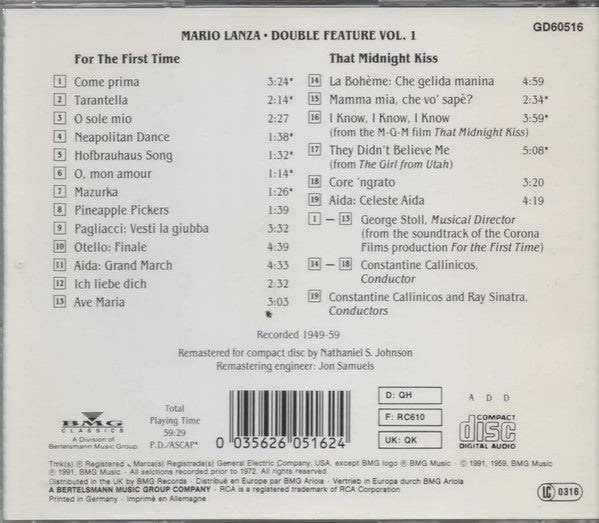 GD60516
MARIO LANZA • DOUBLE FEATURE VOL. 1
For The First Time
1 Come prima 3:24*
2 Tarantella 2:14*
3 O sole mio 2:27
4 Neapolitan Dance 1:38*
5 Hofbrauhaus Song 1:32*
6 O, mon amour 1:14*
7 Mazurka 1:26*
8 Pineapple Pickers 1:39
9 Pagliacci: Vesti la giubba 3:32
10 Otello: Finale 4:39
11 Aida: Grand March 4:33
12 Ich liebe dich 2:32
13 Ave Maria 3:03
That Midnight Kiss
14 La Bohème: Che gelida manina 4:59
15 Mamma mia, che vo' sapè? 2:34*
16 I Know, I Know, I Know 3:59*
(from the M-G-M film That Midnight Kiss)
17 They Didn't Believe Me 5:08*
(from The Girl from Utah)
18 Core 'ngrato 3:20
19 Aida: Celeste Aida 4:19
1 – 13 George Stoll, Musical Director
(from the soundtrack of the Corona
Films production For the First Time)
14 – 18 Constantine Callinicos,
Conductor
19 Constantine Callinicos and Ray Sinatra,
Conductors
Recorded 1949-59
Remastered for compact disc by Nathaniel S. Johnson
Remastering engineer: Jon Samuels
BMG
CLASSICS
A Division of
Bertelsmann Music Group
Total
Playing Time
59:29
P.D./ASCAP*
0 035626 051624
D: QH
F: RC610
UK: QK
A D D
COMPACT
disc
DIGITAL AUDIO
Tmk(s) ® Registered • Marca(s) Registrada(s) General Electric Company, USA, except BMG logo ® BMG Music • © 1991, 1959, BMG Music
℗ 1991, BMG Music • All selctions recorded prior to 1972.
Distributed in the UK by BMG Records • Distribué en Europe par BMG Ariola • Vertrieb in Europa durch BMG Ariola
A BERTELSMANN MUSIC GROUP COMPANY • RCA is a registered trademark of RCA Corporation
Printed in Germany • Imprimé en Allemagne
LC 0316